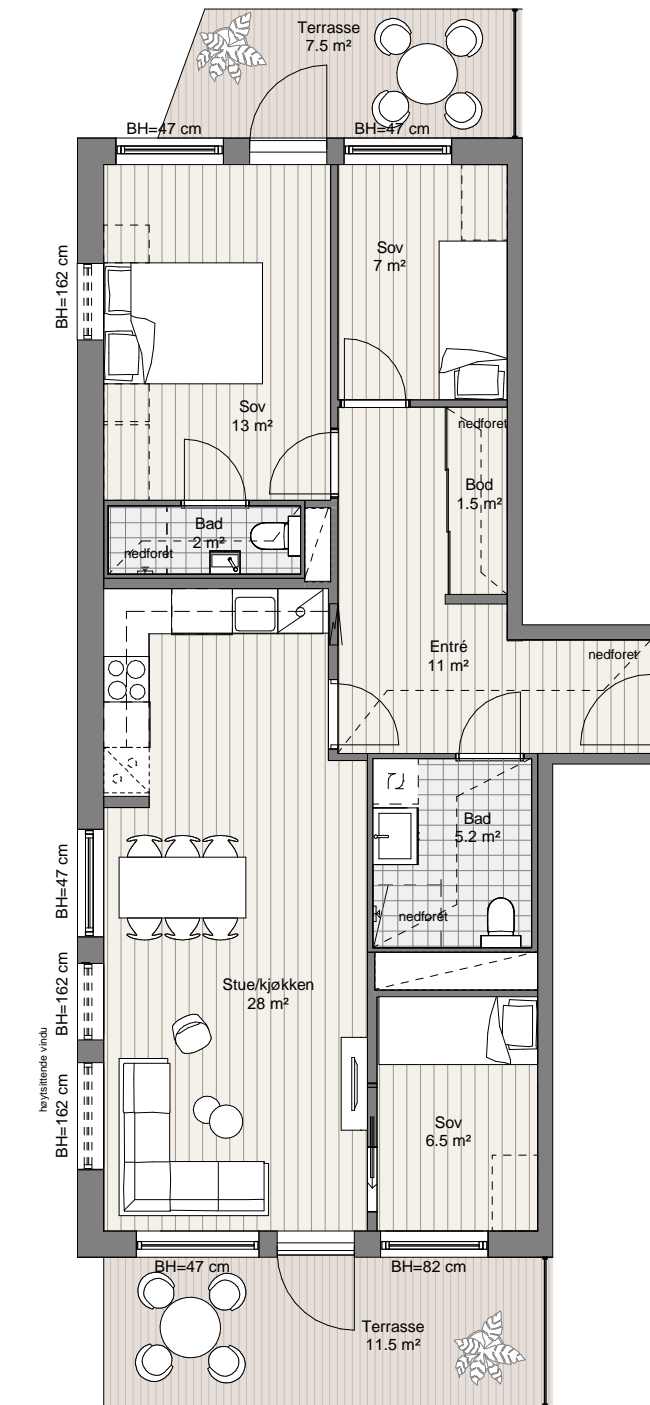 Terrasse
7.5 m²
BH=47 cm
BH=47 cm
BH=162 cm
Sov
7 m²
Sov
13 m²
nedforet
Bod
1.5 m²
Bad
2 m²
nedforet
Entré
11 m²
nedforet
Bad
5.2 m²
nedforet
BH=47 cm
BH=162 cm
Stue/kjøkken
28 m²
høytsittende vindu
BH=162 cm
Sov
6.5 m²
BH=47 cm
BH=82 cm
Terrasse
11.5 m²